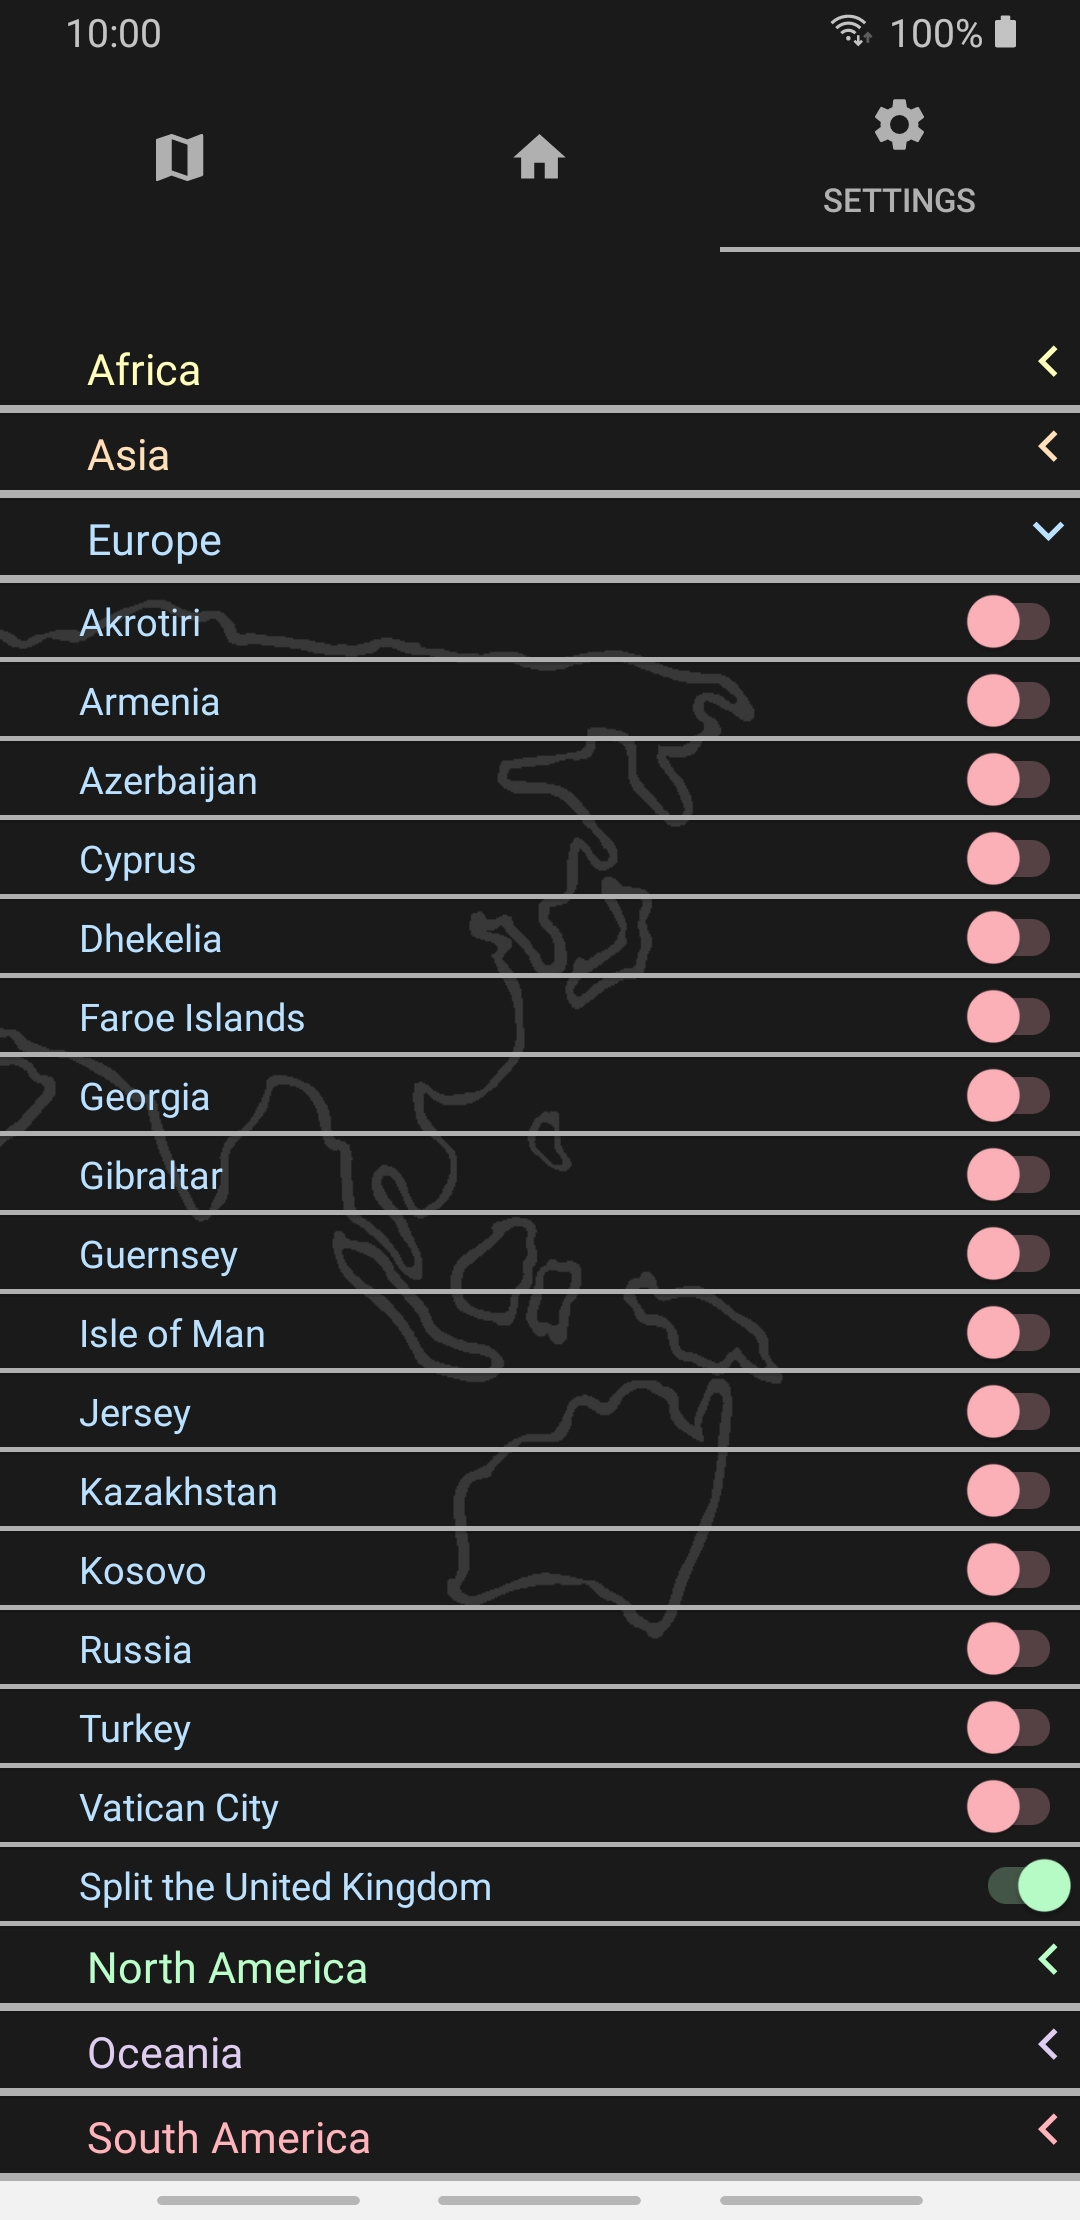 10:00
100%
SETTINGS
Africa
Asia
Europe
Akrotiri
Armenia
Azerbaijan
Cyprus
Dhekelia
Faroe Islands
Georgia
Gibraltar
Guernsey
Isle of Man
Jersey
Kazakhstan
Kosovo
Russia
Turkey
Vatican City
Split the United Kingdom
North America
Oceania
South America